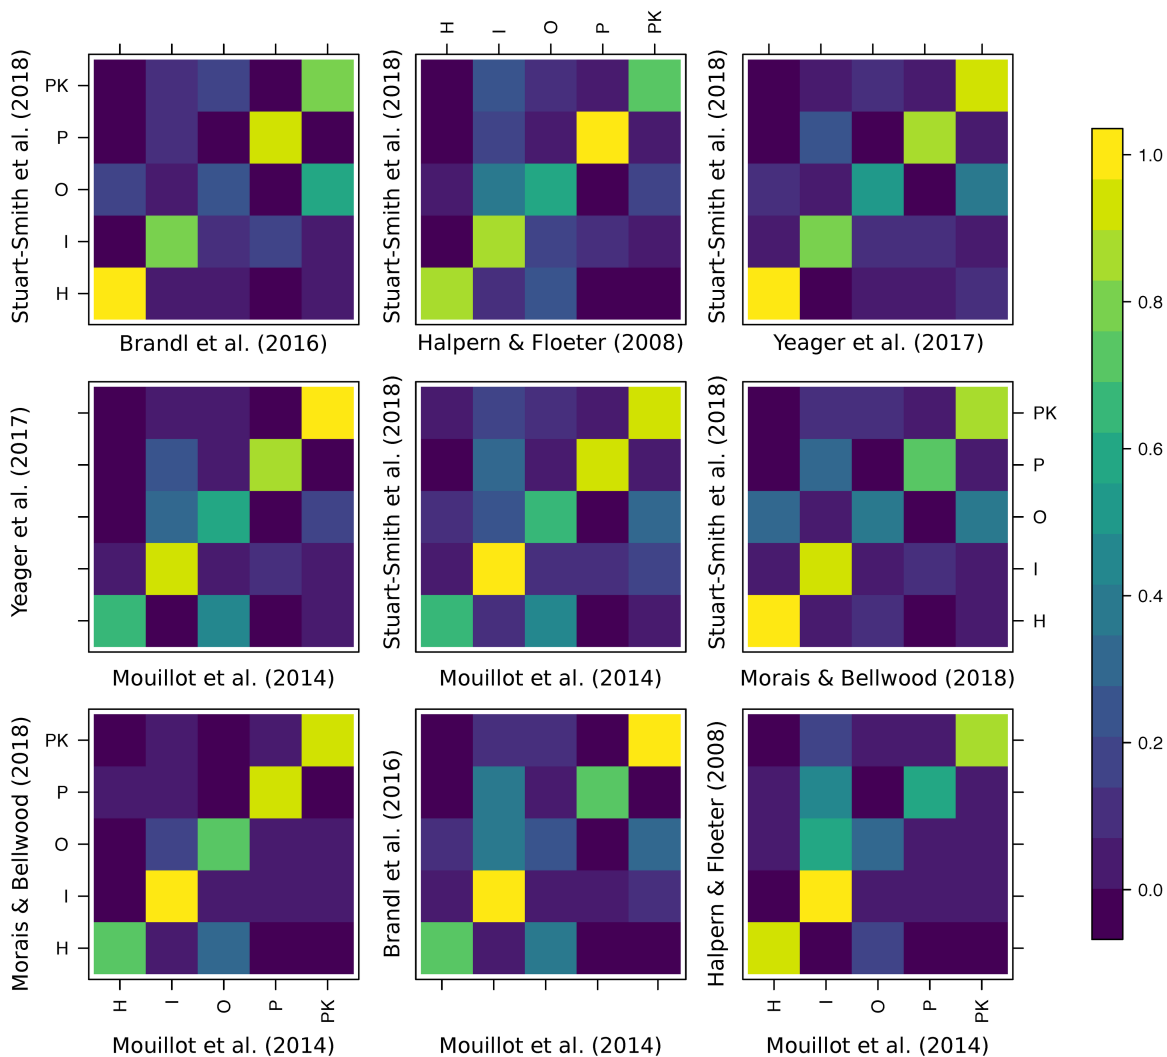 H I O P PK
Stuart-Smith et al. (2018)
PK
P
O
I
H
Brandl et al. (2016)
Stuart-Smith et al. (2018)
Halpern & Floeter (2008)
Stuart-Smith et al. (2018)
Yeager et al. (2017)
1.0
0.8
0.6
0.4
0.2
0.0
Yeager et al. (2017)
Mouillot et al. (2014)
Stuart-Smith et al. (2018)
Mouillot et al. (2014)
Stuart-Smith et al. (2018)
PK
P
O
I
H
Morais & Bellwood (2018)
Morais & Bellwood (2018)
PK
P
O
I
H
H I O P PK
Mouillot et al. (2014)
Brandl et al. (2016)
Mouillot et al. (2014)
Halpern & Floeter (2008)
H I O P PK
Mouillot et al. (2014)